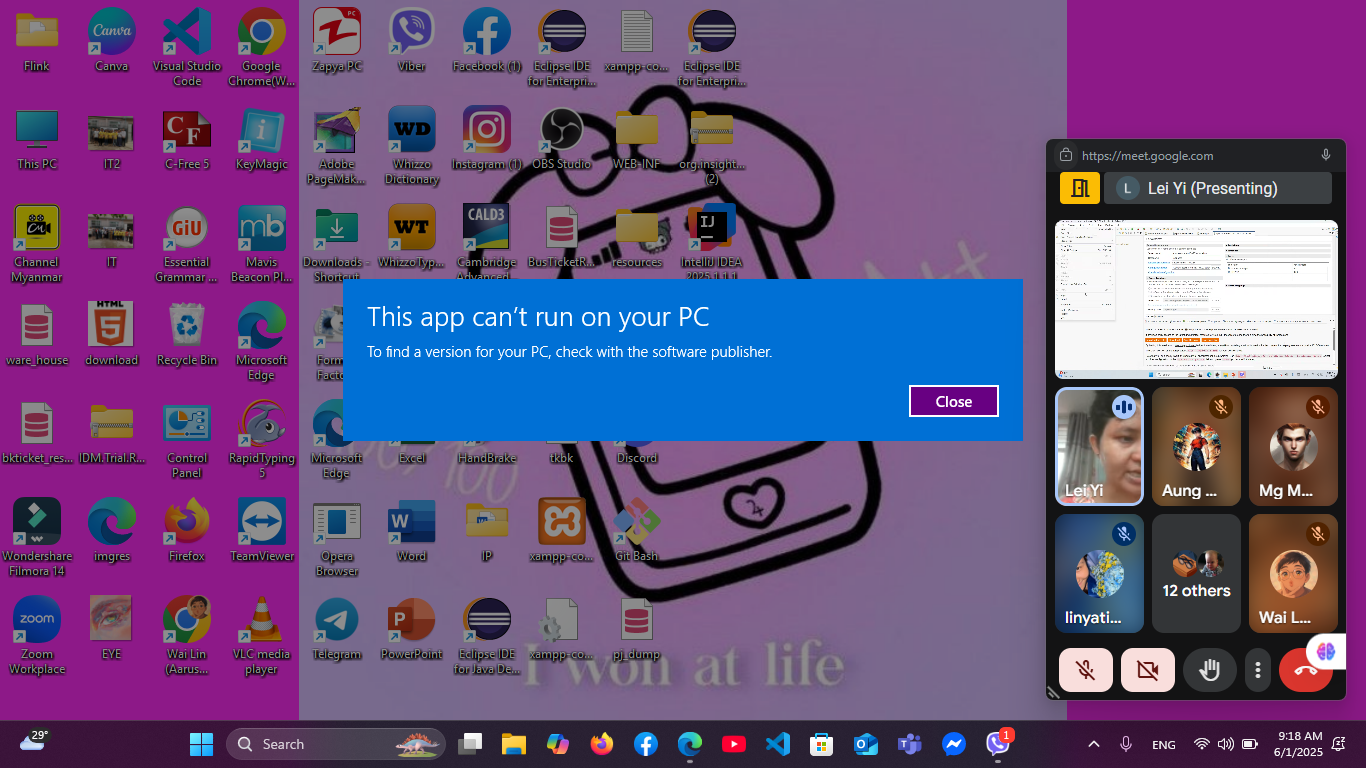 Flink
Canva
Visual Studio
Code
Google
Chrome(W...
Zapya PC
Viber
Facebook (1)
Eclipse IDE
for Enterpri...
xampp-co...
Eclipse IDE
for Enterpri...
This PC
IT2
C-Free 5
KeyMagic
Adobe
PageMak...
Whizzo
Dictionary
Instagram (1)
OBS Studio
WEB-INF
org.insight...
(2)
Channel
Myanmar
IT
Essential
Grammar ...
Mavis
Beacon Pl...
Downloads -
Shortcut
WhizzoTyp...
Cambridge
Advanced
BusTicketR...
resources
IntelliJ IDEA
2025.1.1.1
ware_house
download
Recycle Bin
Microsoft
Edge
This app can't run on your PC
To find a version for your PC, check with the software publisher.
Close
bkticket_res...
IDM.Trial.R...
Control
Panel
RapidTyping
5
Microsoft
Edge
Excel
HandBrake
tkbk
Discord
Wondershare
Filmora 14
imgres
Firefox
TeamViewer
Opera
Browser
Word
IP
xampp-co...
Git Bash
Zoom
Workplace
EYE
Wai Lin
(Aarus...
VLC media
player
Telegram
PowerPoint
Eclipse IDE
for Java De...
xampp-co...
pj_dump
I won at life
https://meet.google.com
L
Lei Yi (Presenting)
Lei Yi
Aung ...
Mg M...
linyati...
12 others
Wai L...
29°
Search
1
ENG
9:18 AM
6/1/2025